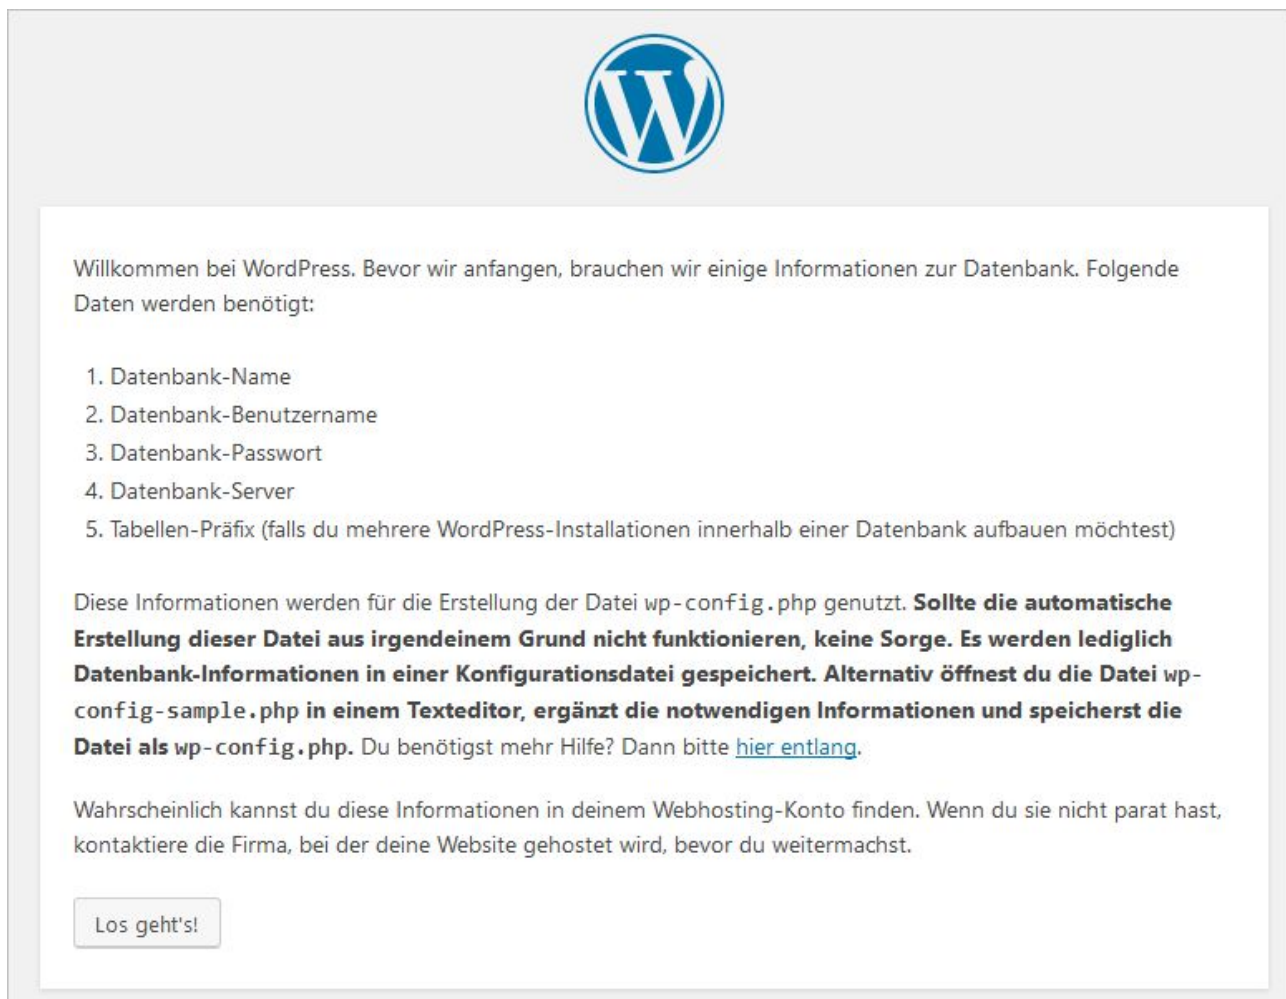 Willkommen bei WordPress. Bevor wir anfangen, brauchen wir einige Informationen zur Datenbank. Folgende
Daten werden benötigt:
1. Datenbank-Name
2. Datenbank-Benutzername
3. Datenbank-Passwort
4. Datenbank-Server
5. Tabellen-Präfix (falls du mehrere WordPress-Installationen innerhalb einer Datenbank aufbauen möchtest)
Diese Informationen werden für die Erstellung der Datei wp-config.php genutzt. Sollte die automatische
Erstellung dieser Datei aus irgendeinem Grund nicht funktionieren, keine Sorge. Es werden lediglich
Datenbank-Informationen in einer Konfigurationsdatei gespeichert. Alternativ öffnest du die Datei wp-
config-sample.php in einem Texteditor, ergänzt die notwendigen Informationen und speicherst die
Datei als wp-config.php. Du benötigst mehr Hilfe? Dann bitte hier entlang.
Wahrscheinlich kannst du diese Informationen in deinem Webhosting-Konto finden. Wenn du sie nicht parat hast,
kontaktiere die Firma, bei der deine Website gehostet wird, bevor du weitermachst.
Los geht's!